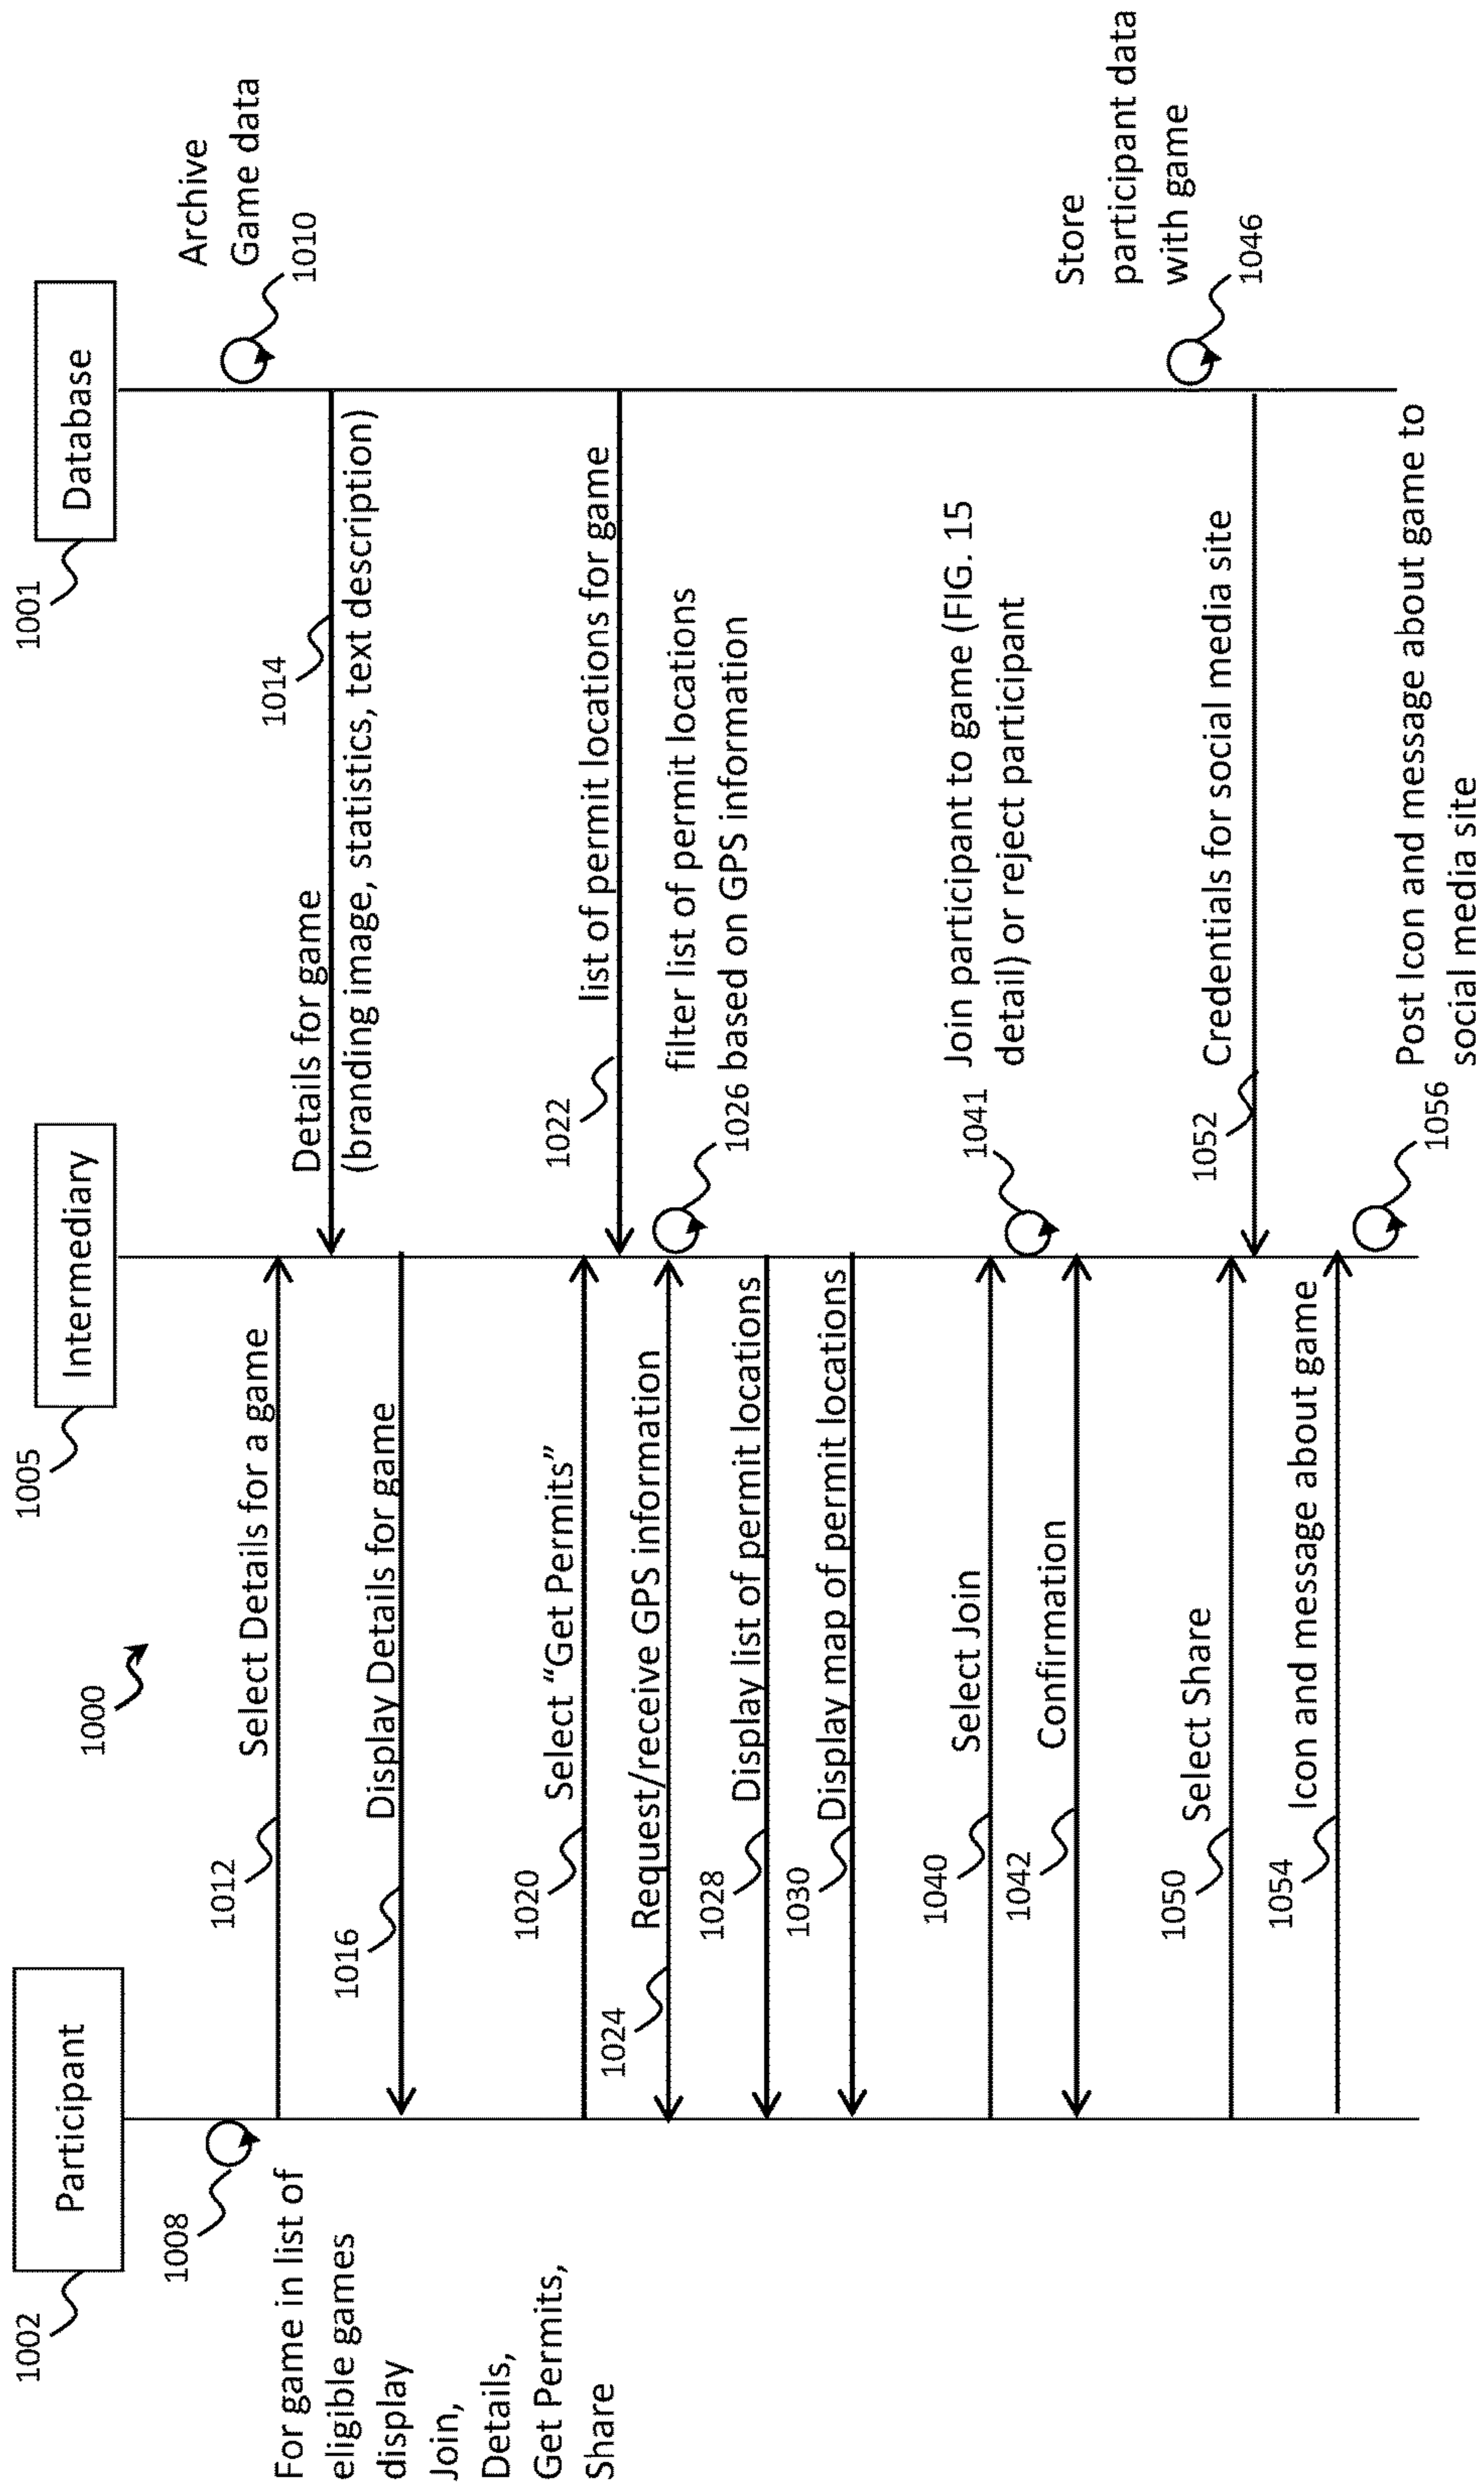 1000
1002
Participant
1005
Intermediary
1001
Database
1008
For game in list of
eligible games
display
Join,
Details,
Get Permits,
Share
Archive
Game data
1010
1012
Select Details for a game
1014
Details for game
(branding image, statistics, text description)
1016
Display Details for game
1020
Select “Get Permits”
1022
list of permit locations for game
1024
Request/receive GPS information
filter list of permit locations
1026 based on GPS information
1028
Display list of permit locations
1030
Display map of permit locations
1040
Select Join
1041
Join participant to game (FIG. 15
detail) or reject participant
1042
Confirmation
Store
participant data
with game
1046
1050
Select Share
1052
Credentials for social media site
1054
Icon and message about game
1056
Post Icon and message about game to
social media site